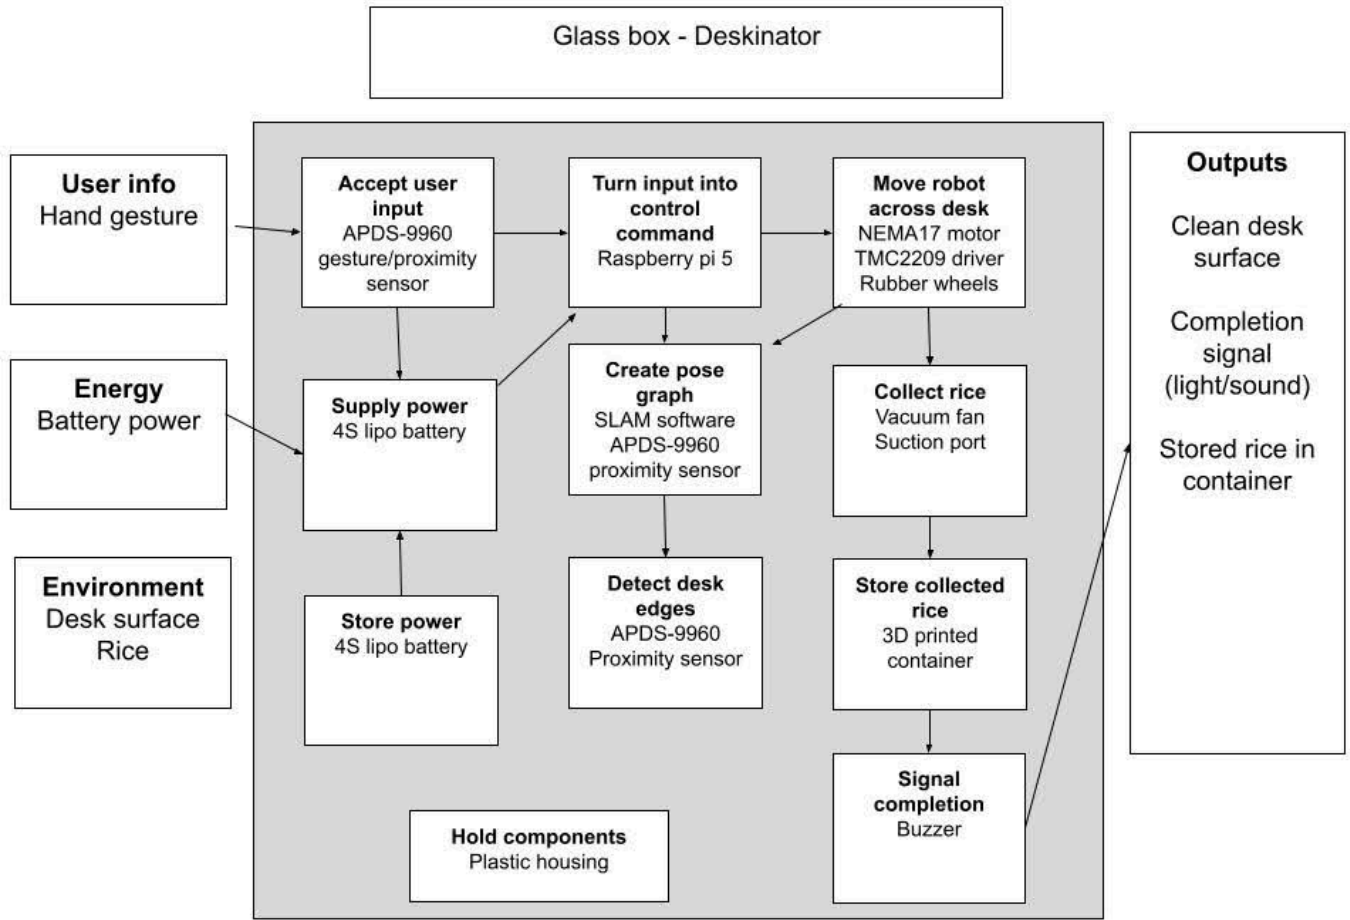 Glass box - Deskinator
User info
Hand gesture
Energy
Battery power
Environment
Desk surface
Rice
Accept user
input
APDS-9960
gesture/proximity
sensor
Supply power
4S lipo battery
Store power
4S lipo battery
Turn input into
control
command
Raspberry pi 5
Create pose
graph
SLAM software
APDS-9960
proximity sensor
Detect desk
edges
APDS-9960
Proximity sensor
Move robot
across desk
NEMA17 motor
TMC2209 driver
Rubber wheels
Collect rice
Vacuum fan
Suction port
Store collected
rice
3D printed
container
Signal
completion
Buzzer
Hold components
Plastic housing
Outputs
Clean desk
surface
Completion
signal
(light/sound)
Stored rice in
container